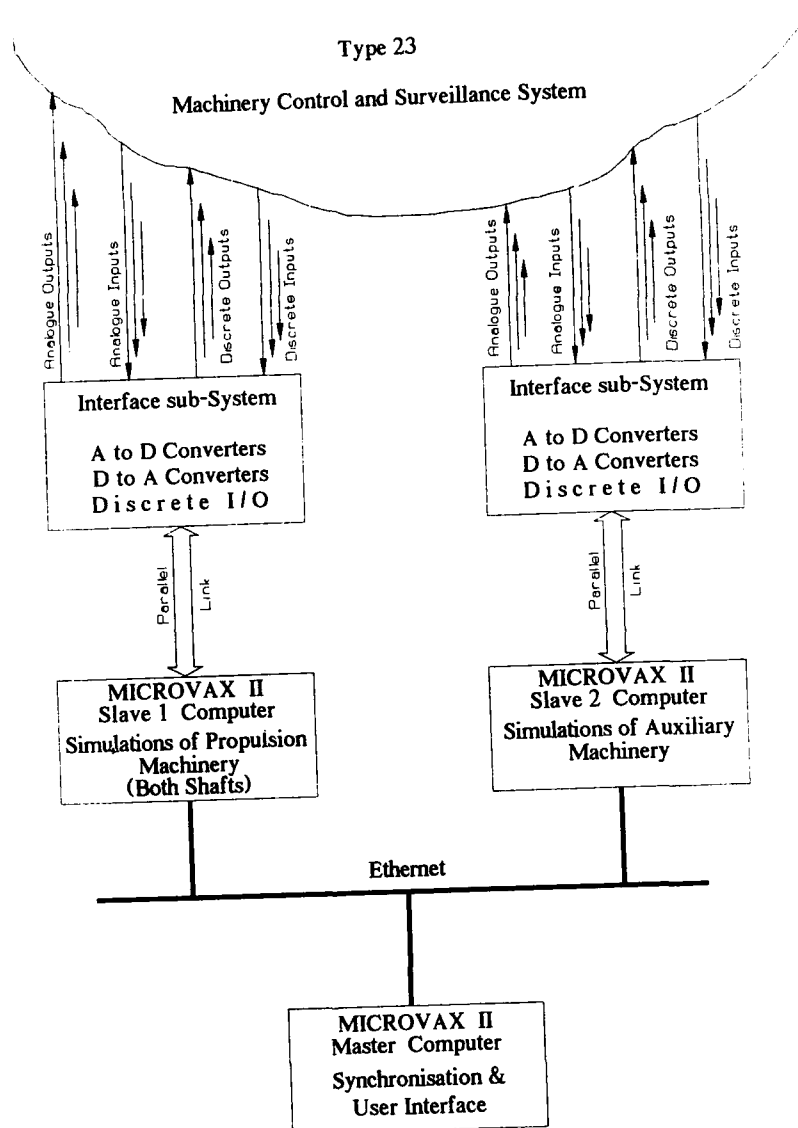 Type 23
Machinery Control and Surveillance System
Analogue Outputs
Analogue Inputs
Discrete Outputs
Discrete Inputs
Analogue Outputs
Analogue Inputs
Discrete Outputs
Discrete Inputs
Interface sub-System
A to D Converters
D to A Converters
Discrete I/O
Interface sub-System
A to D Converters
D to A Converters
Discrete I/O
Parallel
Link
Parallel
Link
MICROVAX II
Slave 1 Computer
Simulations of Propulsion
Machinery
(Both Shafts)
MICROVAX II
Slave 2 Computer
Simulations of Auxiliary
Machinery
Ethernet
MICROVAX II
Master Computer
Synchronisation &
User Interface